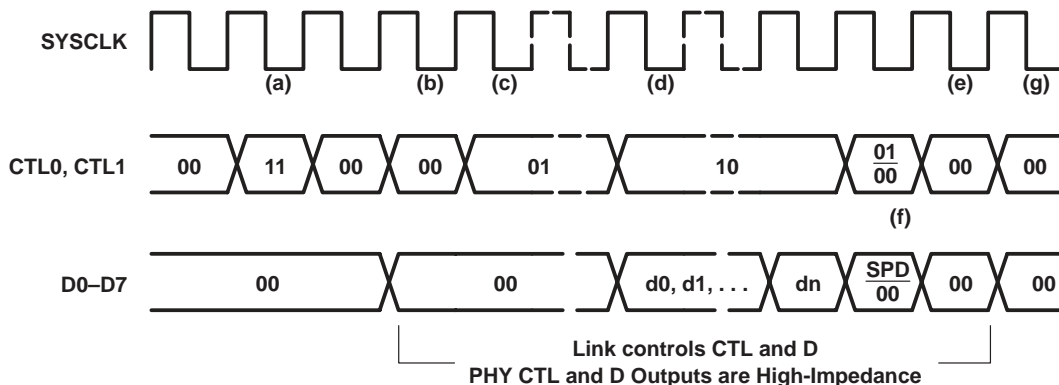 SYSCLK
(a) (b) (c) (d) (e) (g)
CTL0, CTL1 00 11 00 00 01 10 01 00 00
00
(f)
D0–D7 00 00 d0, d1, . . . dn SPD 00 00
00
Link controls CTL and D
PHY CTL and D Outputs are High-Impedance